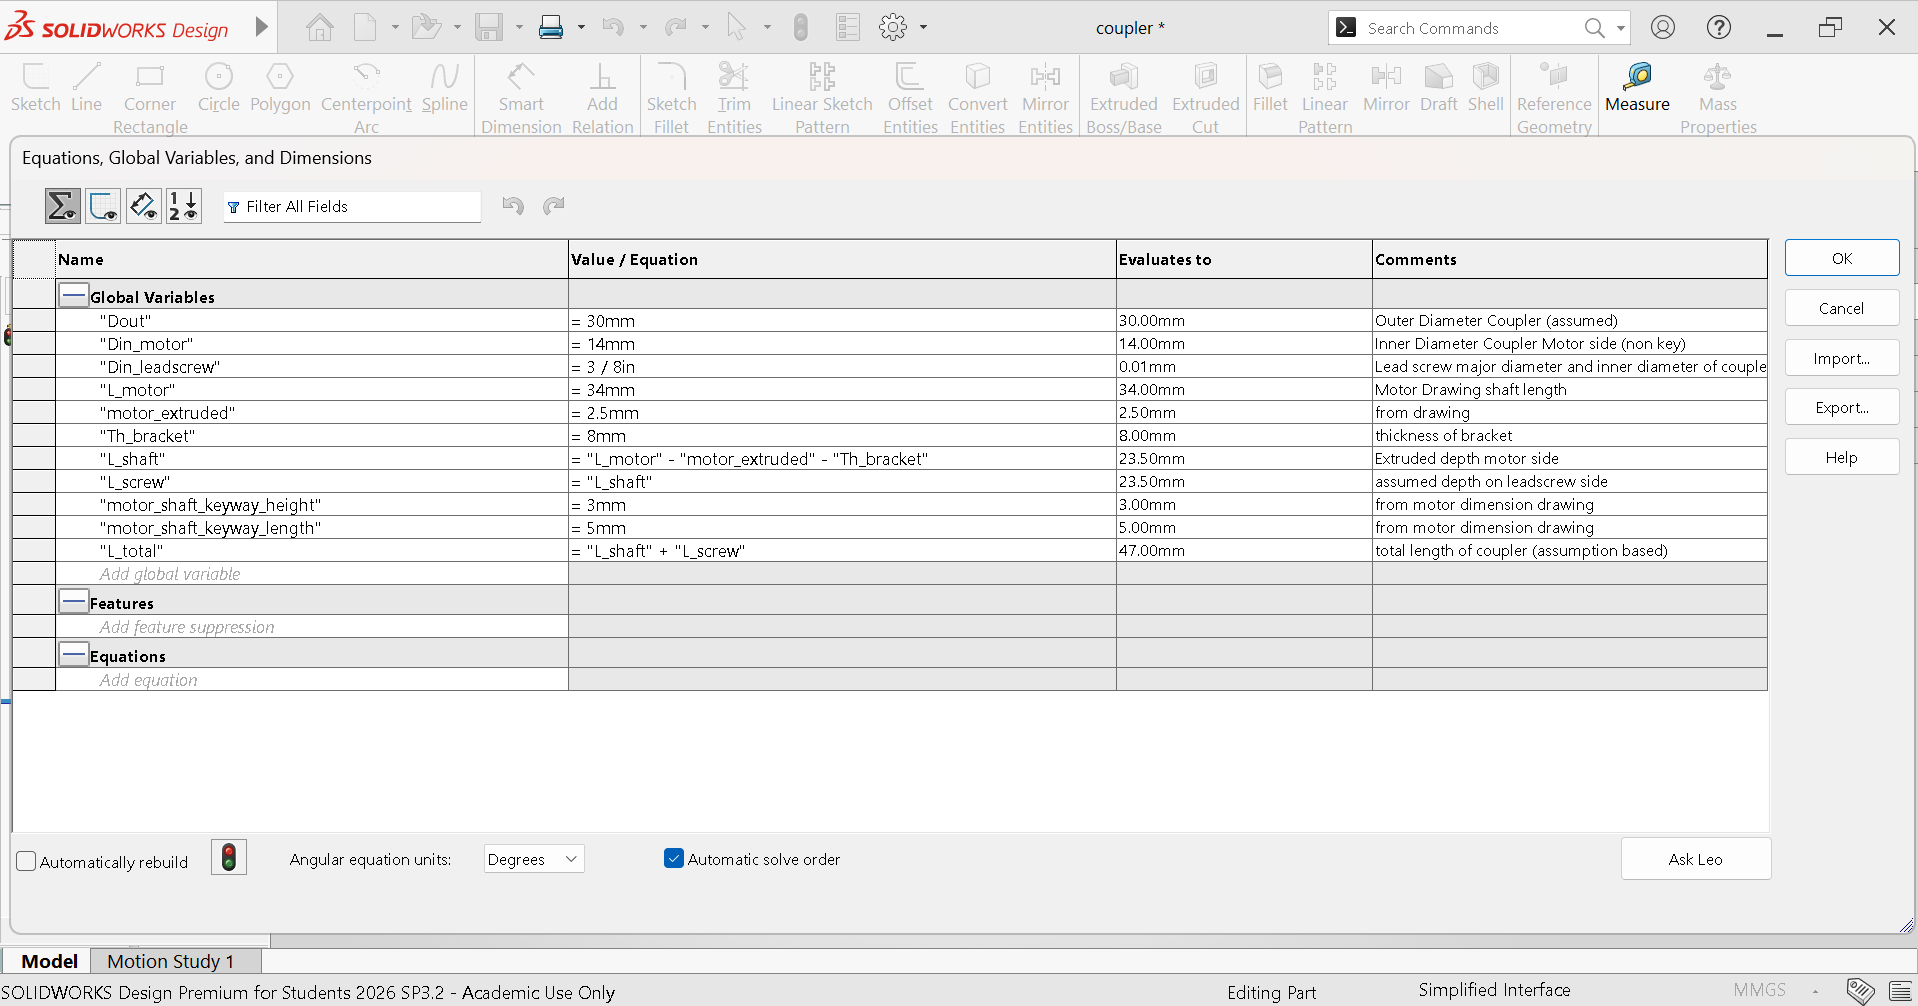 SOLIDWORKS Design
coupler *
Search Commands
Sketch
Line
Corner Rectangle
Circle
Polygon
Centerpoint Arc
Spline
Smart Dimension
Add Relation
Sketch Fillet
Trim Entities
Linear Sketch Pattern
Offset Entities
Convert Entities
Mirror Entities
Extruded Boss/Base
Extruded Cut
Fillet
Linear Pattern
Mirror
Draft
Shell
Reference Geometry
Measure
Mass Properties
Equations, Global Variables, and Dimensions
Filter All Fields
Name Value / Equation Evaluates to Comments
Global Variables
"Dout" = 30mm 30.00mm Outer Diameter Coupler (assumed)
"Din_motor" = 14mm 14.00mm Inner Diameter Coupler Motor side (non key)
"Din_leadscrew" = 3 / 8in 0.01mm Lead screw major diameter and inner diameter of couple
"L_motor" = 34mm 34.00mm Motor Drawing shaft length
"motor_extruded" = 2.5mm 2.50mm from drawing
"Th_bracket" = 8mm 8.00mm thickness of bracket
"L_shaft" = "L_motor" - "motor_extruded" - "Th_bracket" 23.50mm Extruded depth motor side
"L_screw" = "L_shaft" 23.50mm assumed depth on leadscrew side
"motor_shaft_keyway_height" = 3mm 3.00mm from motor dimension drawing
"motor_shaft_keyway_length" = 5mm 5.00mm from motor dimension drawing
"L_total" = "L_shaft" + "L_screw" 47.00mm total length of coupler (assumption based)
Add global variable
Features
Add feature suppression
Equations
Add equation
OK
Cancel
Import...
Export...
Help
Automatically rebuild
Angular equation units: Degrees
Automatic solve order
Ask Leo
Model
Motion Study 1
SOLIDWORKS Design Premium for Students 2026 SP3.2 - Academic Use Only
Editing Part
Simplified Interface
MMGS